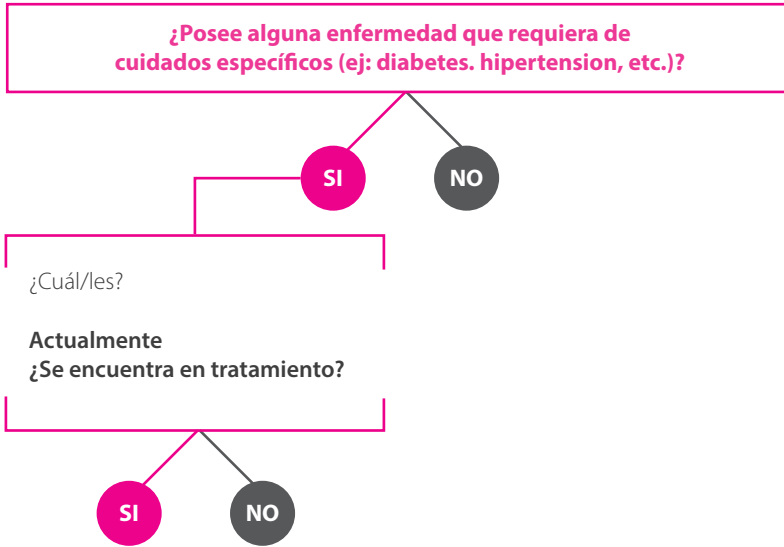 ¿Posee alguna enfermedad que requiera de
cuidados específicos (ej: diabetes. hipertension, etc.)?
SI
NO
¿Cuál/les?
Actualmente
¿Se encuentra en tratamiento?
SI
NO